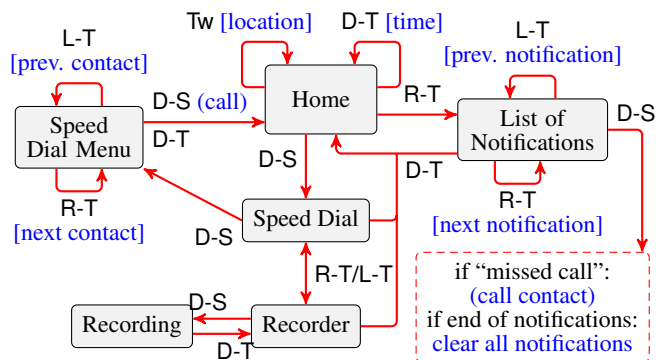 Tw [location]
D-T [time]
L-T
[prev. contact]
L-T
[prev. notification]
Home
D-S (call)
D-T
R-T
D-S
Speed
Dial Menu
List of
Notifications
D-S
D-T
R-T
[next contact]
R-T
[next notification]
Speed Dial
D-S
R-T/L-T
if “missed call”:
(call contact)
if end of notifications:
clear all notifications
D-S
Recording
Recorder
D-T